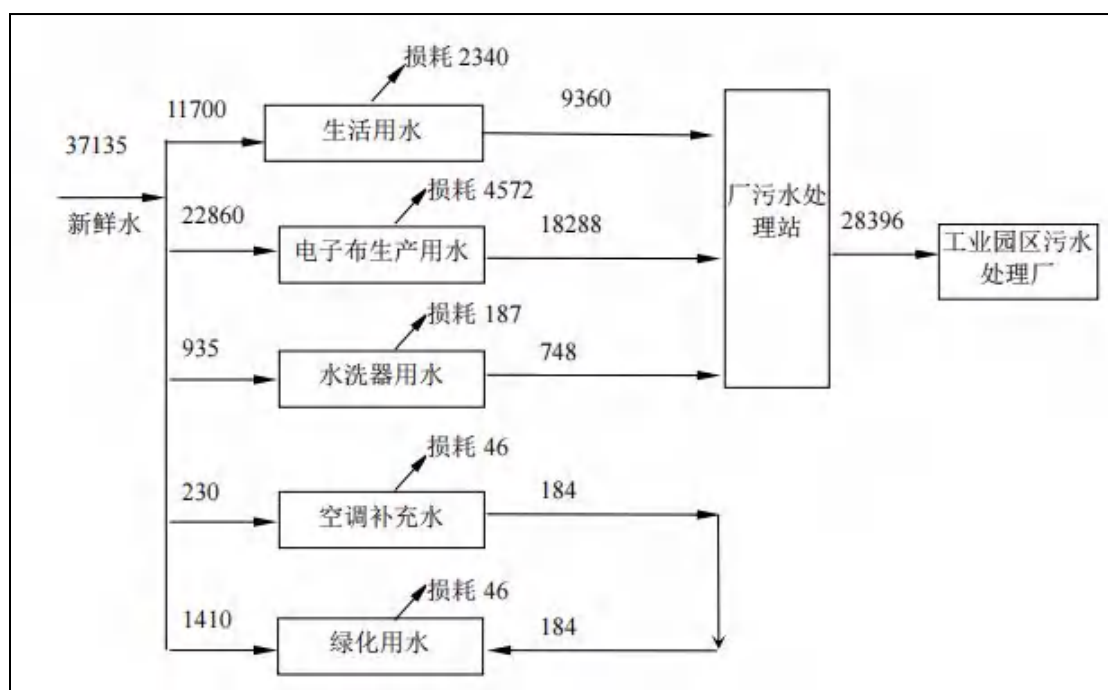 损耗 2340
11700
生活用水
9360
37135
新鲜水
损耗 4572
22860
电子布生产用水
18288
厂污水处
理站
28396
工业园区污水
处理厂
损耗 187
935
水洗器用水
748
损耗 46
230
空调补充水
184
损耗 46
1410
绿化用水
184